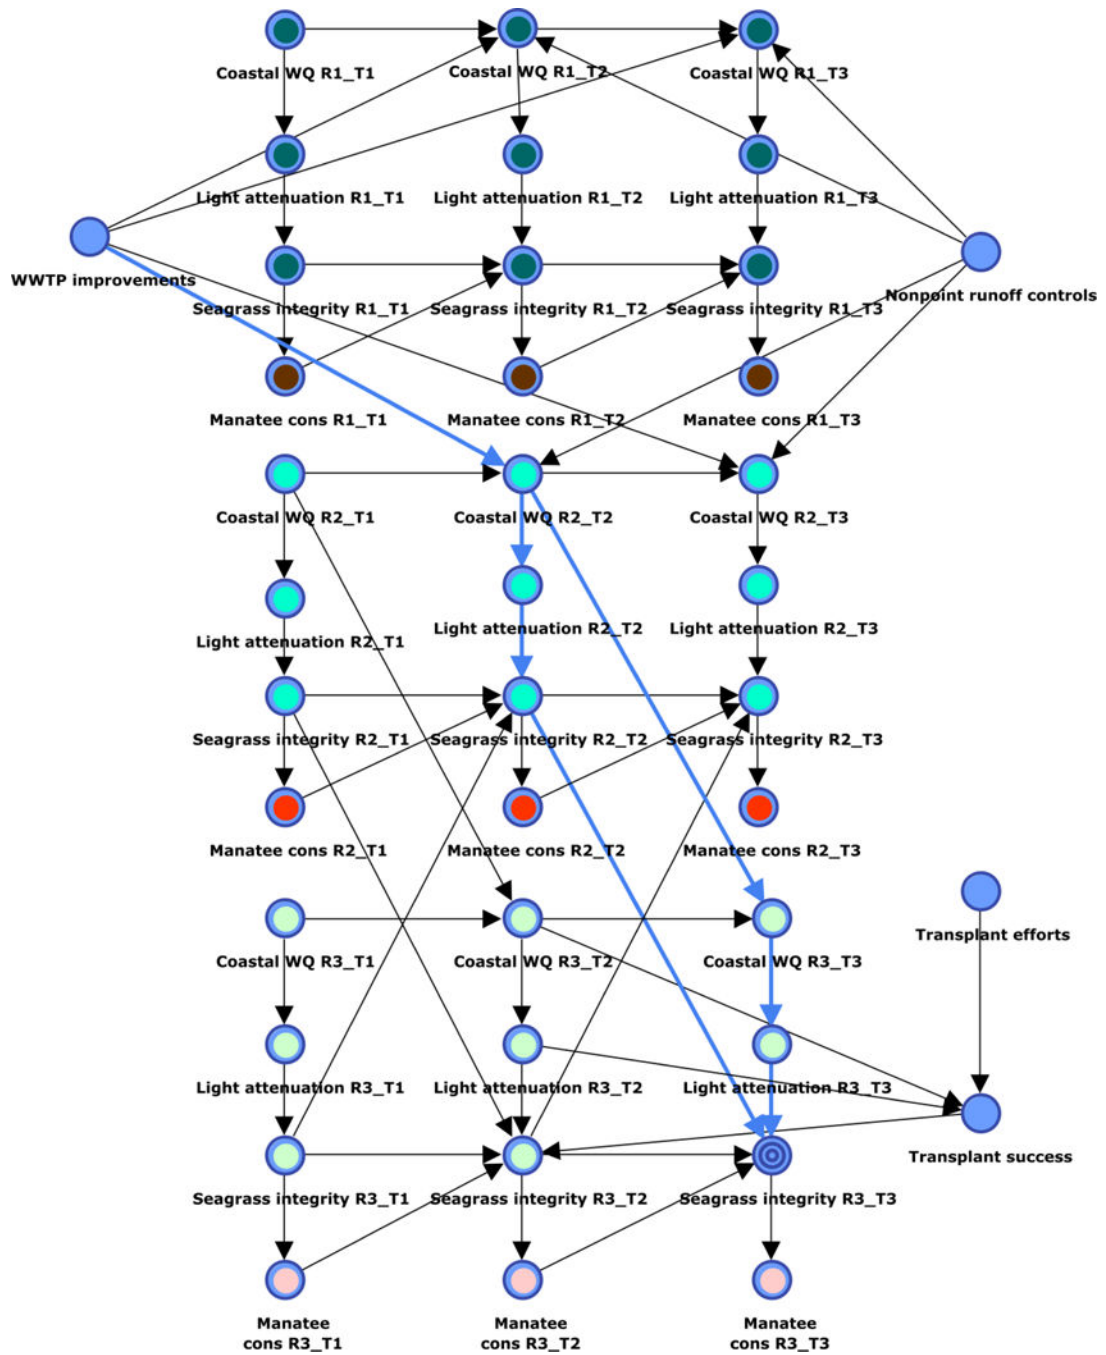 Coastal WQ R1_T1
Coastal WQ R1_T2
Coastal WQ R1_T3
Light attenuation R1_T1
Light attenuation R1_T2
Light attenuation R1_T3
WWTP improvements
Nonpoint runoff controls
Seagrass integrity R1_T1
Seagrass integrity R1_T2
Seagrass integrity R1_T3
Manatee cons R1_T1
Manatee cons R1_T2
Manatee cons R1_T3
Coastal WQ R2_T1
Coastal WQ R2_T2
Coastal WQ R2_T3
Light attenuation R2_T1
Light attenuation R2_T2
Light attenuation R2_T3
Seagrass integrity R2_T1
Seagrass integrity R2_T2
Seagrass integrity R2_T3
Manatee cons R2_T1
Manatee cons R2_T2
Manatee cons R2_T3
Transplant efforts
Coastal WQ R3_T1
Coastal WQ R3_T2
Coastal WQ R3_T3
Light attenuation R3_T1
Light attenuation R3_T2
Light attenuation R3_T3
Transplant success
Seagrass integrity R3_T1
Seagrass integrity R3_T2
Seagrass integrity R3_T3
Manatee
cons R3_T1
Manatee
cons R3_T2
Manatee
cons R3_T3